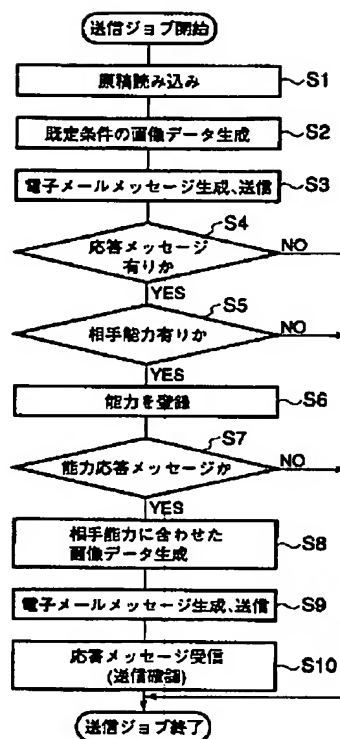 送信ジョブ開始
原稿読み込み
S1
既定条件の画像データ生成
S2
電子メールメッセージ生成、送信
S3
S4
応答メッセージ
有りか
NO
YES
S5
相手能力有りか
NO
YES
能力を登録
S6
S7
能力応答メッセージか
NO
YES
相手能力に合わせた
画像データ生成
S8
電子メールメッセージ生成、送信
S9
応答メッセージ受信
(送信確認)
S10
送信ジョブ終了